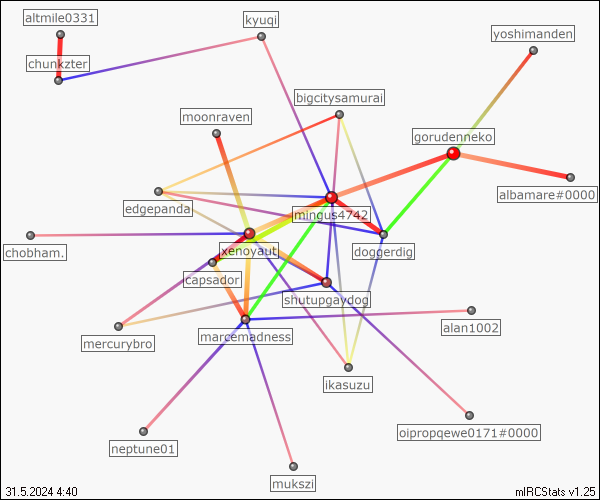 altmile0331
kyuqi
yoshimanden
chunkzter
bigcitysamurai
moonraven
gorudenneko
albamare#0000
edgepanda
mingus4742
chobham.
xenoyaut
doggerdig
capsador
shutupgaydog
marcemadness
alan1002
mercurybro
ikasuzu
oipropqewe0171#0000
neptune01
mukszi
31.5.2024 4:40
mIRCStats v1.25